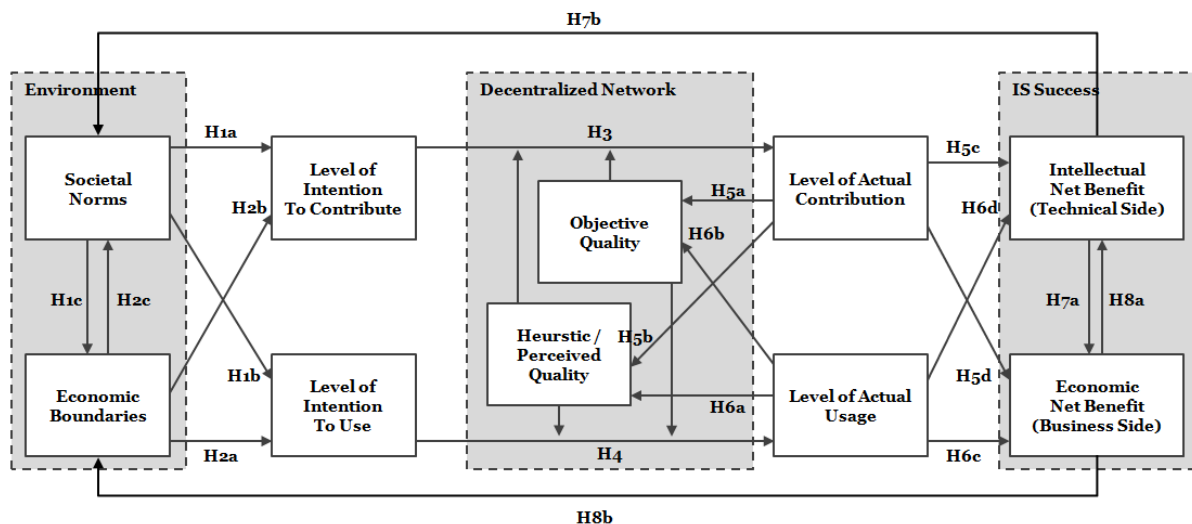 H7b
Environment
Decentralized Network
IS Success
H1a
H3
H5c
Societal
Norms
Level of
Intention
To Contribute
Level of Actual
Contribution
Intellectual
Net Benefit
(Technical Side)
H2b
H5a
H6d
Objective
Quality
H6b
H1c
H2c
H7a
H8a
Heurstic /
Perceived
Quality
H5b
H1b
H5d
Economic
Boundaries
Level of
Intention
To Use
Level of Actual
Usage
Economic
Net Benefit
(Business Side)
H6a
H2a
H4
H6c
H8b